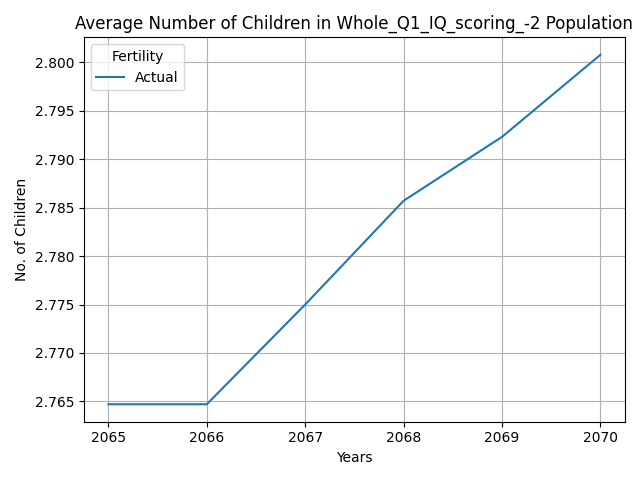 Average Number of Children in Whole_Q1_IQ_scoring_-2 Population
Fertility
Actual
No. of Children
2.800
2.795
2.790
2.785
2.780
2.775
2.770
2.765
2065 2066 2067 2068 2069 2070
Years